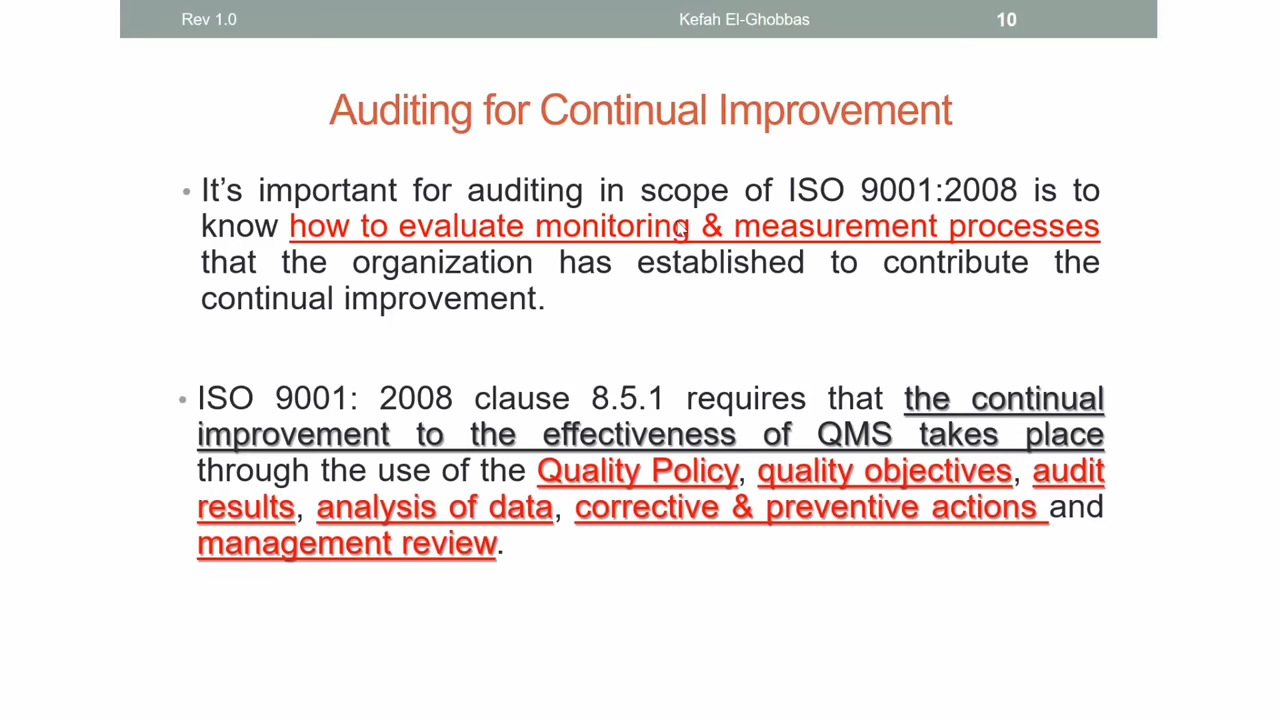 Rev 1.0 Kefah El-Ghobbas 10
Auditing for Continual Improvement
• It’s important for auditing in scope of ISO 9001:2008 is to
know how to evaluate monitoring & measurement processes
that the organization has established to contribute the
continual improvement.
• ISO 9001: 2008 clause 8.5.1 requires that the continual
improvement to the effectiveness of QMS takes place
through the use of the Quality Policy, quality objectives, audit
results, analysis of data, corrective & preventive actions and
management review.